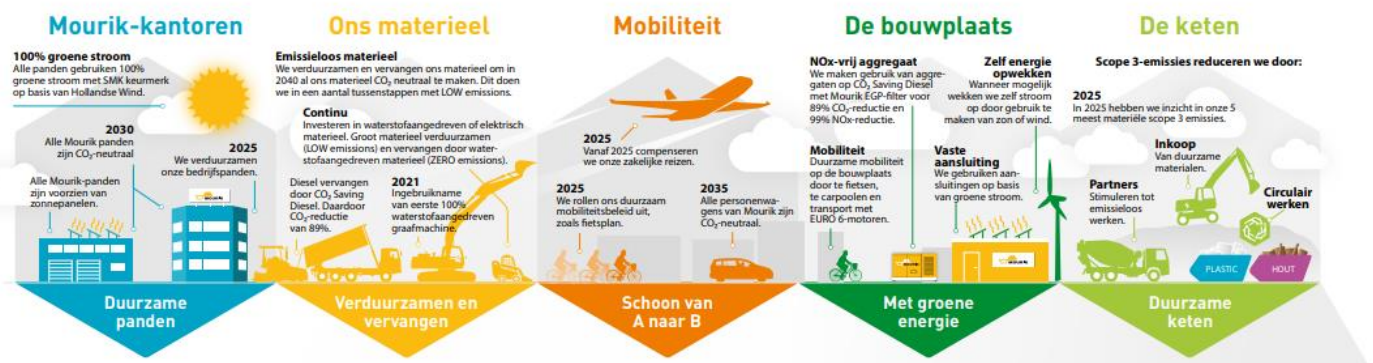 Mourik-kantoren
100% groene stroom
Alle panden gebruiken 100%
groene stroom met SMK keurmerk
op basis van Hollandse Wind.
2030
Alle Mourik panden
zijn CO₂-neutraal
2025
We verduurzamen
onze bedrijfspanden.
Alle Mourik-panden
zijn voorzien van
zonnepanelen.
Duurzame
panden
Ons materieel
Emissieloos materieel
We verduurzamen en vervangen ons materieel om in
2040 al ons materieel CO₂ neutraal te maken. Dit doen
we in een aantal tussenstappen met LOW emissions.
Continu
Investeren in waterstofaangedreven of elektrisch
materieel. Groot materieel verduurzamen
(LOW emissions) en vervangen door water-
stofaangedreven materieel (ZERO emissions).
Diesel vervangen
door CO₂ Saving
Diesel. Daardoor
CO₂-reductie
van 89%.
2021
Ingebruikname
van eerste 100%
waterstofaangedreven
graafmachine.
Verduurzamen en
vervangen
Mobiliteit
2025
Vanaf 2025 compenseren
we onze zakelijke reizen.
2025
We rollen ons duurzaam
mobiliteitsbeleid uit,
zoals fietsplan.
2035
Alle personenwa-
gens van Mourik zijn
CO₂-neutraal.
Schoon van
A naar B
De bouwplaats
NOx-vrij aggregaat
We maken gebruik van aggre-
gaten op CO₂ Saving Diesel
met Mourik EGP-filter voor
89% CO₂-reductie en
99% NOx-reductie.
Zelf energie
opwekken
Wanneer mogelijk
wekken we zelf stroom
op door gebruik te
maken van zon of wind.
Mobiliteit
Duurzame mobiliteit
op de bouwplaats
door te fietsen,
te carpoolen en
transport met
EURO 6-motoren.
Vaste
aansluiting
We gebruiken aan-
sluitingen op basis
van groene stroom.
Met groene
energie
De keten
Scope 3-emissies reduceren we door:
2025
In 2025 hebben we inzicht in onze 5
meest materiële scope 3 emissies.
Inkoop
Van duurzame
materialen.
Partners
Stimuleren tot
emissieloos
werken.
Circulair
werken
PLASTIC
HOUT
Duurzame
keten